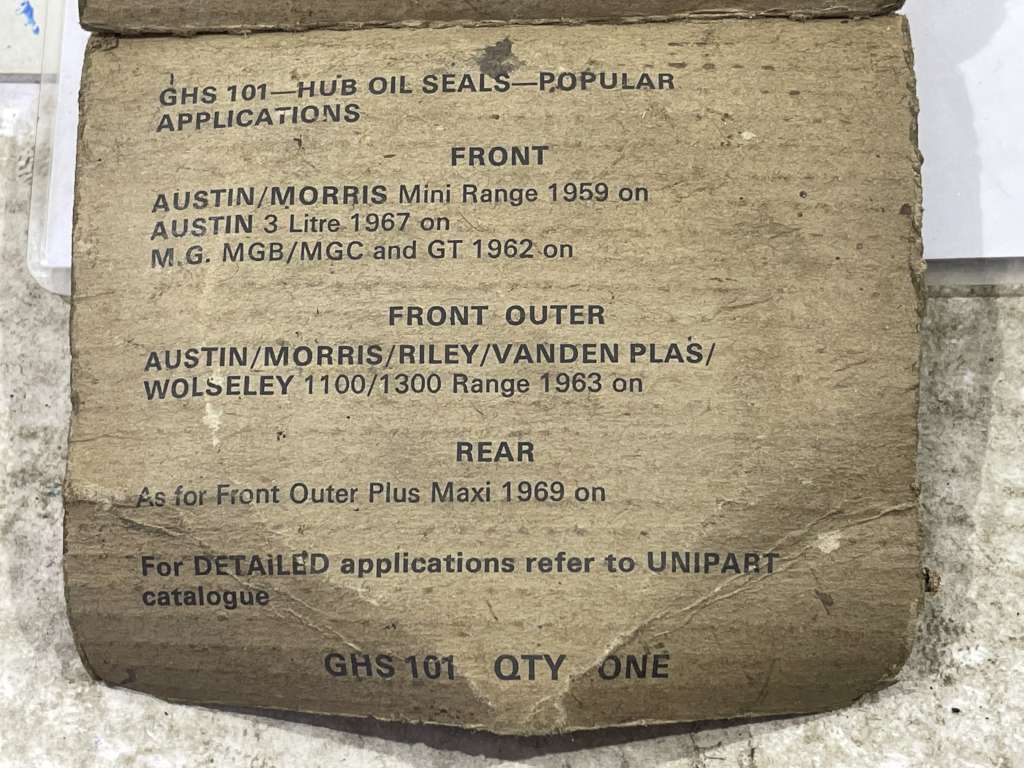 GHS 101—HUB OIL SEALS—POPULAR
APPLICATIONS
FRONT
AUSTIN/MORRIS Mini Range 1959 on
AUSTIN 3 Litre 1967 on
M.G. MGB/MGC and GT 1962 on
FRONT OUTER
AUSTIN/MORRIS/RILEY/VANDEN PLAS/
WOLSELEY 1100/1300 Range 1963 on
REAR
As for Front Outer Plus Maxi 1969 on
For DETAILED applications refer to UNIPART
catalogue
GHS 101 QTY ONE